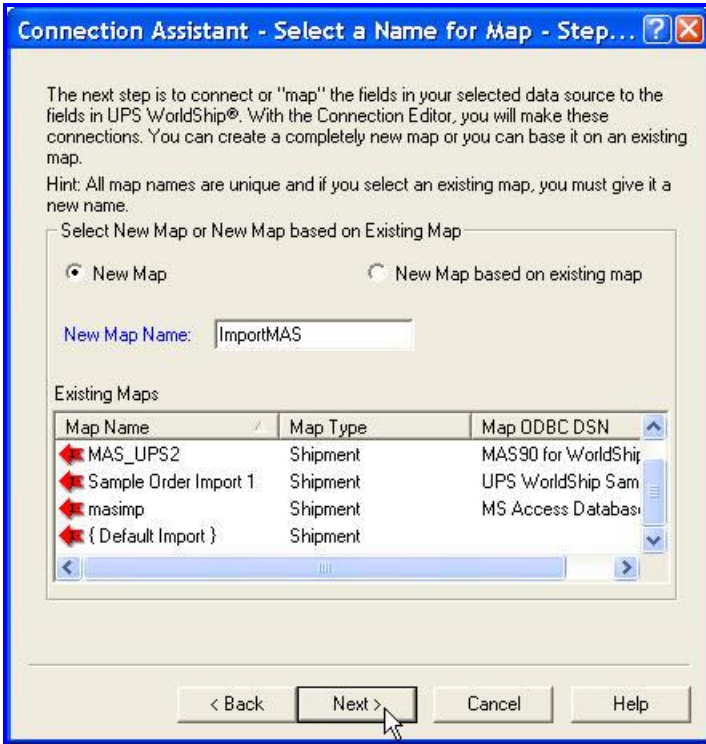 Connection Assistant - Select a Name for Map - Step...
The next step is to connect or "map" the fields in your selected data source to the
fields in UPS WorldShip®. With the Connection Editor, you will make these
connections. You can create a completely new map or you can base it on an existing
map.
Hint: All map names are unique and if you select an existing map, you must give it a
new name.
Select New Map or New Map based on Existing Map
New Map New Map based on existing map
New Map Name: ImportMAS
Existing Maps
Map Name Map Type Map ODBC DSN
MAS_UPS2 Shipment MAS90 for WorldShip
Sample Order Import 1 Shipment UPS WorldShip Sam
masimp Shipment MS Access Databas
{ Default Import } Shipment
< Back Next > Cancel Help